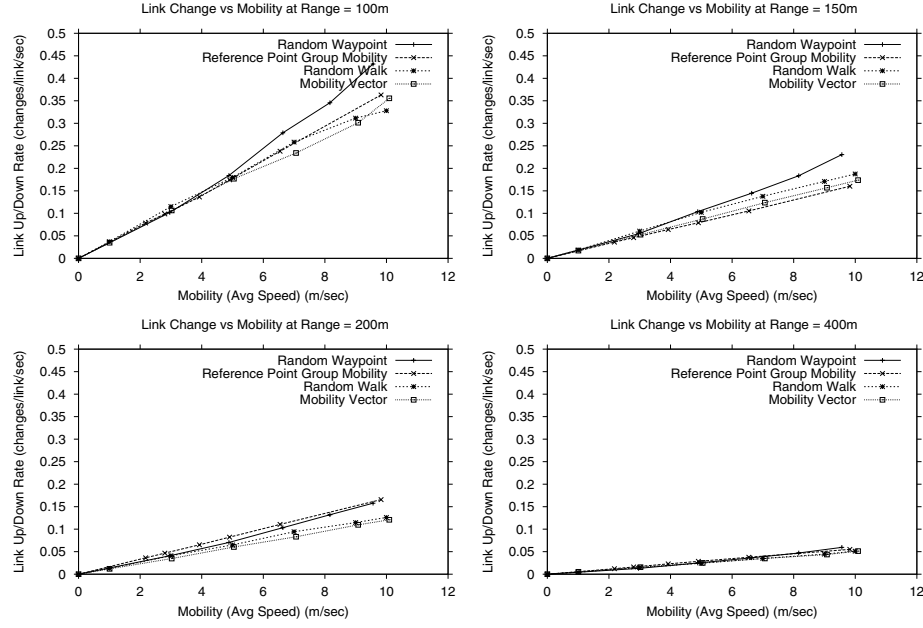 Link Change vs Mobility at Range = 100m
Link Up/Down Rate (changes/link/sec)
0.5
0.45
0.4
0.35
0.3
0.25
0.2
0.15
0.1
0.05
0
Random Waypoint
Reference Point Group Mobility
Random Walk
Mobility Vector
0 2 4 6 8 10 12
Mobility (Avg Speed) (m/sec)
Link Change vs Mobility at Range = 150m
Link Up/Down Rate (changes/link/sec)
0.5
0.45
0.4
0.35
0.3
0.25
0.2
0.15
0.1
0.05
0
Random Waypoint
Reference Point Group Mobility
Random Walk
Mobility Vector
0 2 4 6 8 10 12
Mobility (Avg Speed) (m/sec)
Link Change vs Mobility at Range = 200m
Link Up/Down Rate (changes/link/sec)
0.5
0.45
0.4
0.35
0.3
0.25
0.2
0.15
0.1
0.05
0
Random Waypoint
Reference Point Group Mobility
Random Walk
Mobility Vector
0 2 4 6 8 10 12
Mobility (Avg Speed) (m/sec)
Link Change vs Mobility at Range = 400m
Link Up/Down Rate (changes/link/sec)
0.5
0.45
0.4
0.35
0.3
0.25
0.2
0.15
0.1
0.05
0
Random Waypoint
Reference Point Group Mobility
Random Walk
Mobility Vector
0 2 4 6 8 10 12
Mobility (Avg Speed) (m/sec)